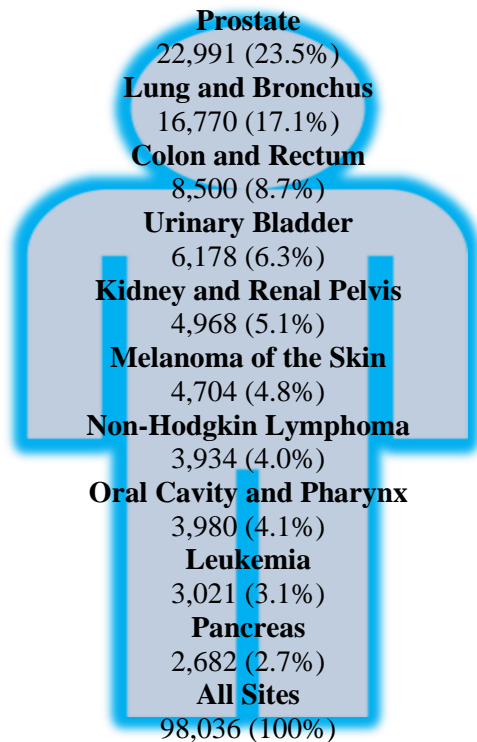 Prostate
22,991 (23.5%)
Lung and Bronchus
16,770 (17.1%)
Colon and Rectum
8,500 (8.7%)
Urinary Bladder
6,178 (6.3%)
Kidney and Renal Pelvis
4,968 (5.1%)
Melanoma of the Skin
4,704 (4.8%)
Non-Hodgkin Lymphoma
3,934 (4.0%)
Oral Cavity and Pharynx
3,980 (4.1%)
Leukemia
3,021 (3.1%)
Pancreas
2,682 (2.7%)
All Sites
98,036 (100%)